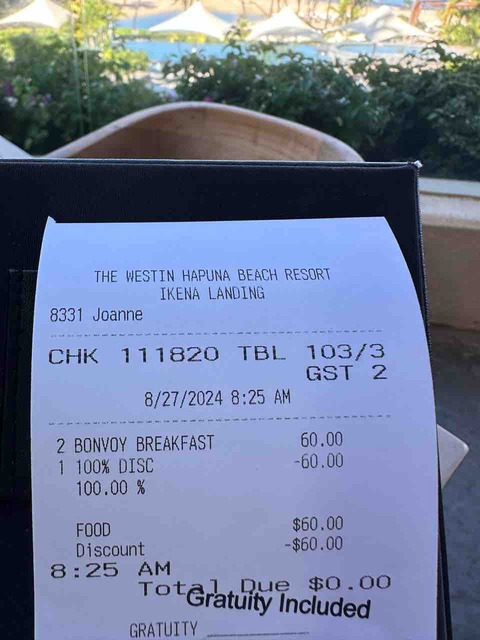 THE WESTIN HAPUNA BEACH RESORT
IKENA LANDING
8331 Joanne
CHK 111820 TBL 103/3
GST 2
8/27/2024 8:25 AM
2 BONVOY BREAKFAST 60.00
1 100% DISC -60.00
100.00 %
FOOD $60.00
Discount -$60.00
8:25 AM
Total Due $0.00
Gratuity Included
GRATUITY